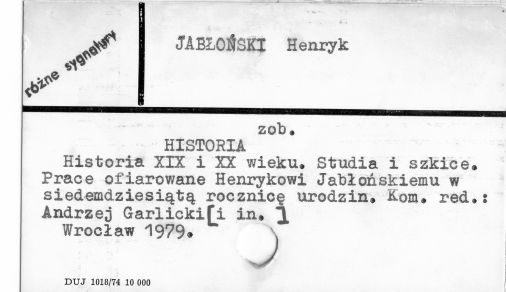 różne sygnatury
JABŁOŃSKI Henryk
zob.
HISTORIA
Historia XIX i XX wieku. Studia i szkice.
Prace ofiarowane Henrykowi Jabłońskiemu w
siedemdziesiątą rocznicę urodzin. Kom. red.:
Andrzej Garlicki [i in. ]
Wrocław 1979.
DUJ 1018/74 10 000